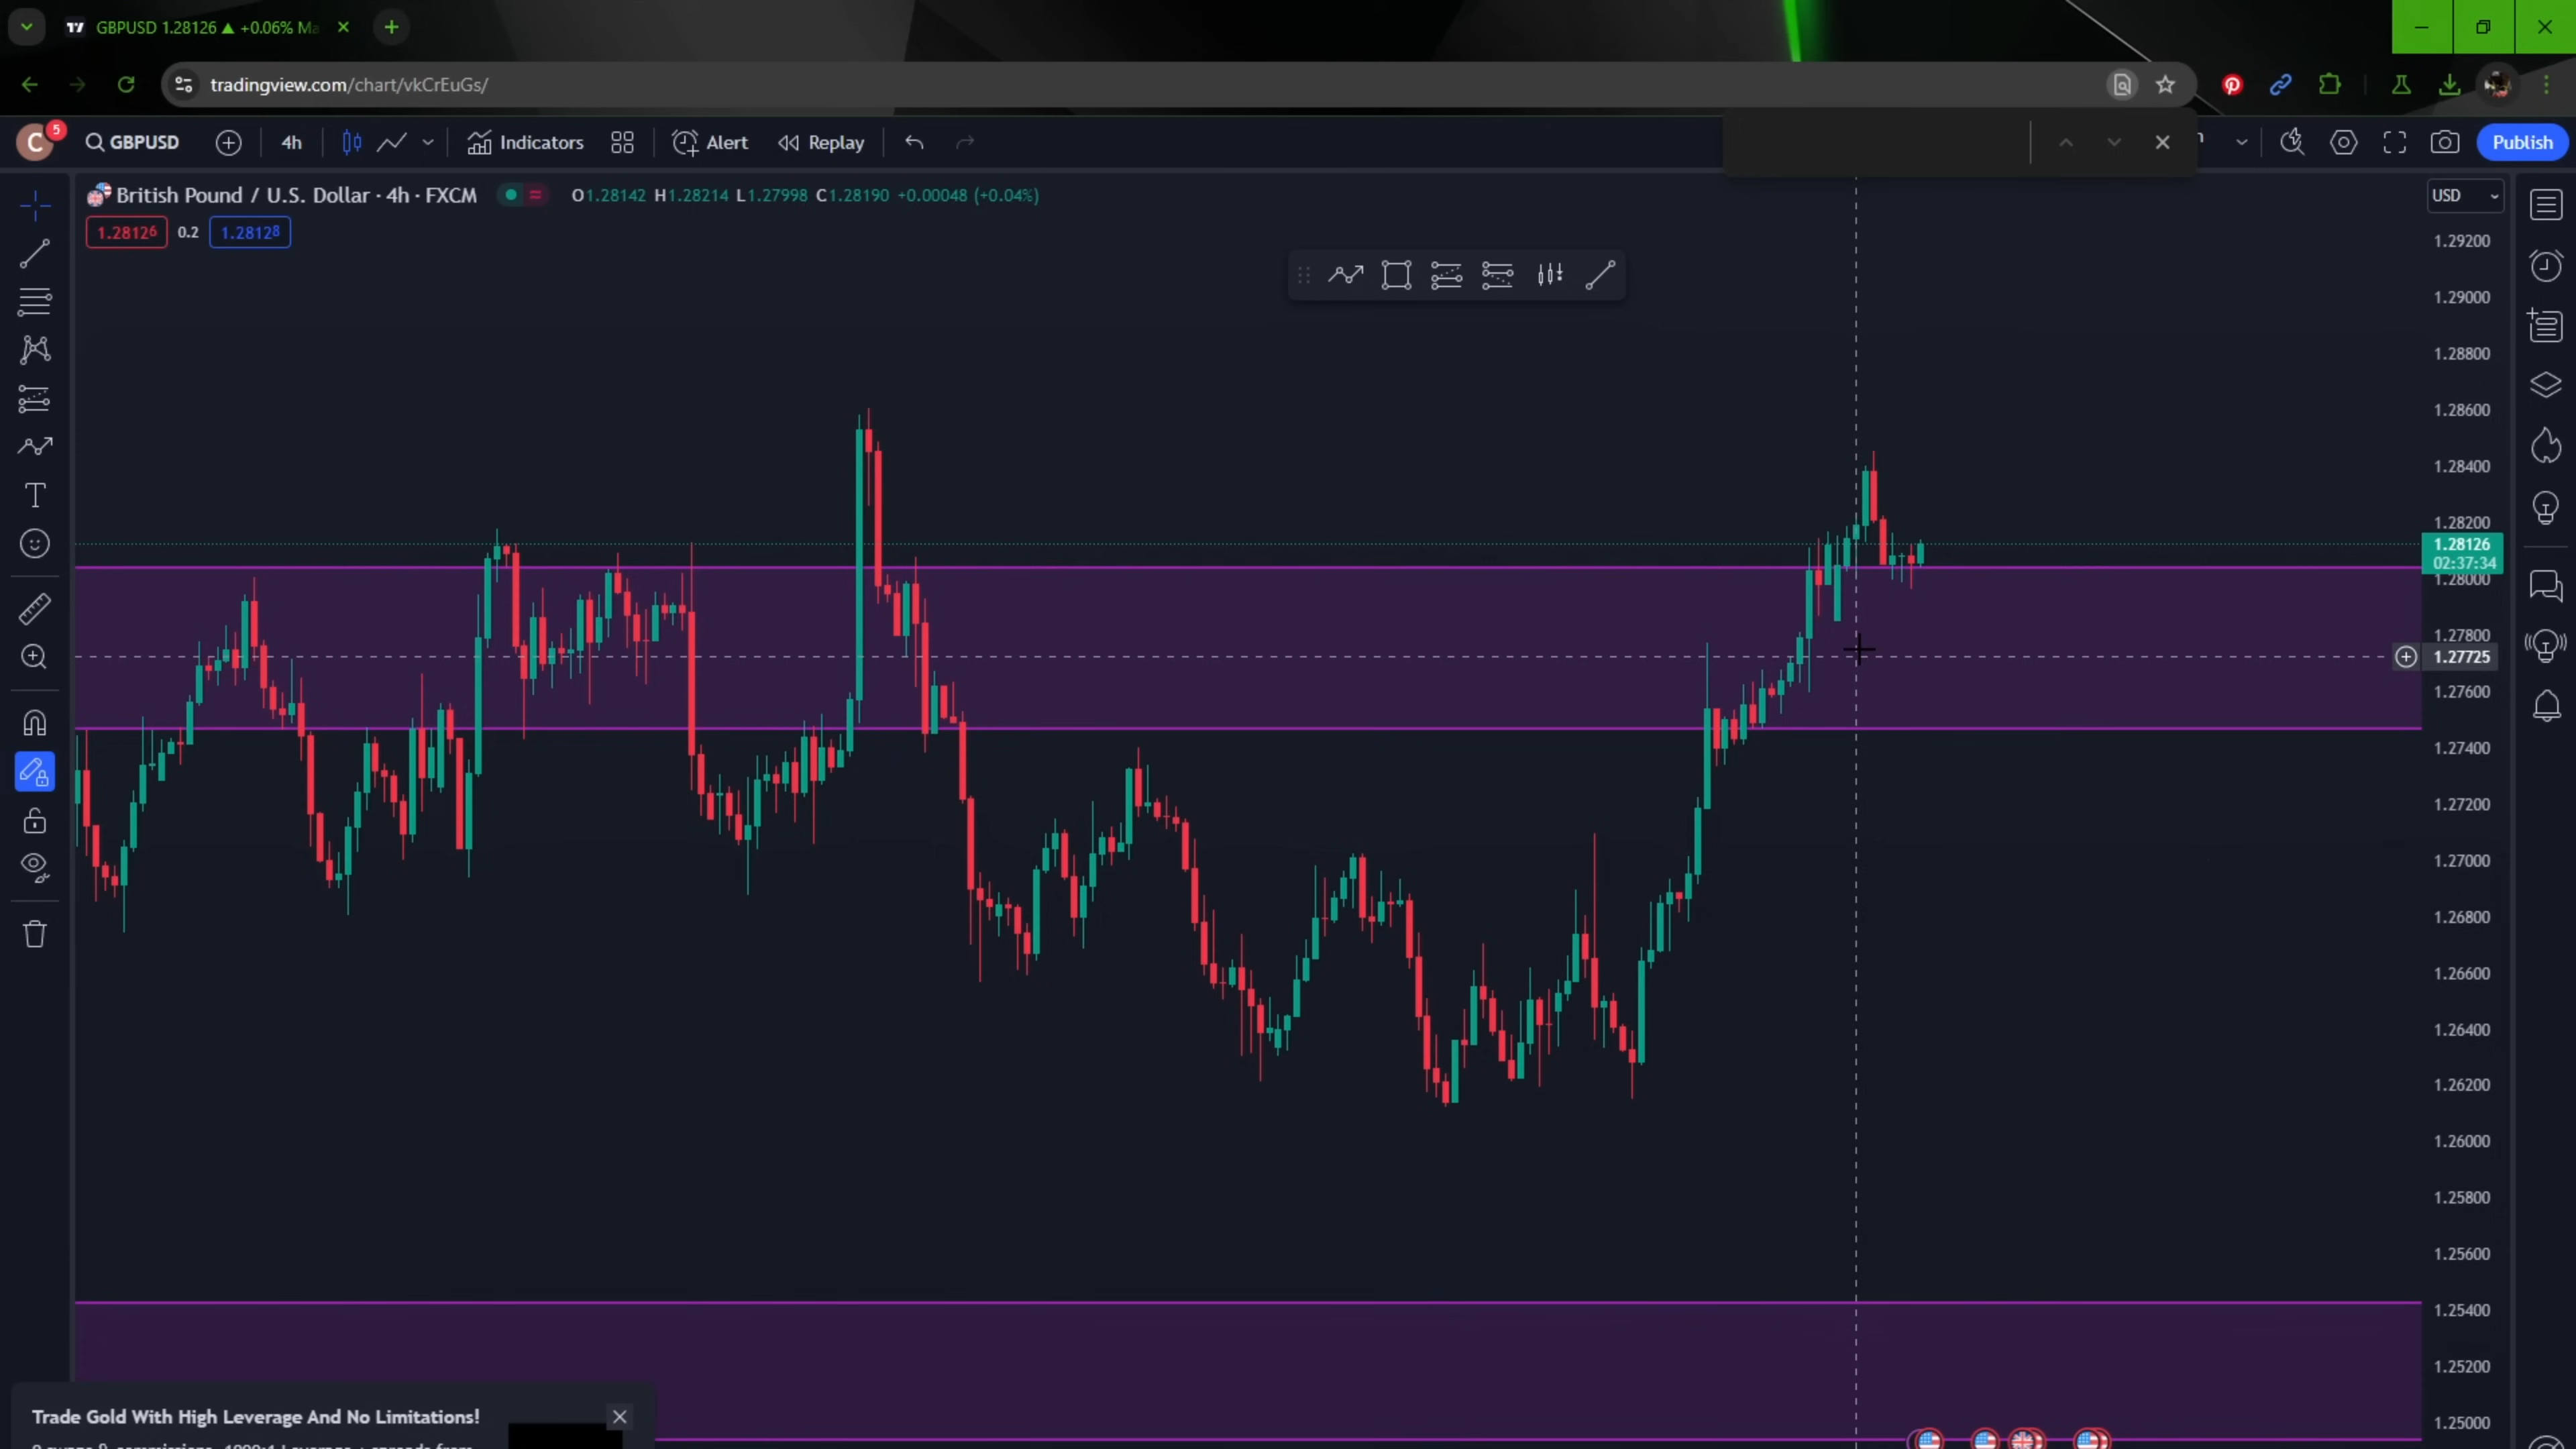 GBPUSD 1.28126 ▲ +0.06% Ma
tradingview.com/chart/vkCrEuGs/
C
5
GBPUSD
4h
Indicators
Alert
Replay
Publish
British Pound / U.S. Dollar · 4h · FXCM
O1.28142 H1.28214 L1.27998 C1.28190 +0.00048 (+0.04%)
USD
1.28126
0.2
1.28128
1.29200
1.29000
1.28800
1.28600
1.28400
1.28200
1.28126
02:37:34
1.28000
1.27800
1.27725
1.27600
1.27400
1.27200
1.27000
1.26800
1.26600
1.26400
1.26200
1.26000
1.25800
1.25600
1.25400
1.25200
1.25000
Trade Gold With High Leverage And No Limitations!